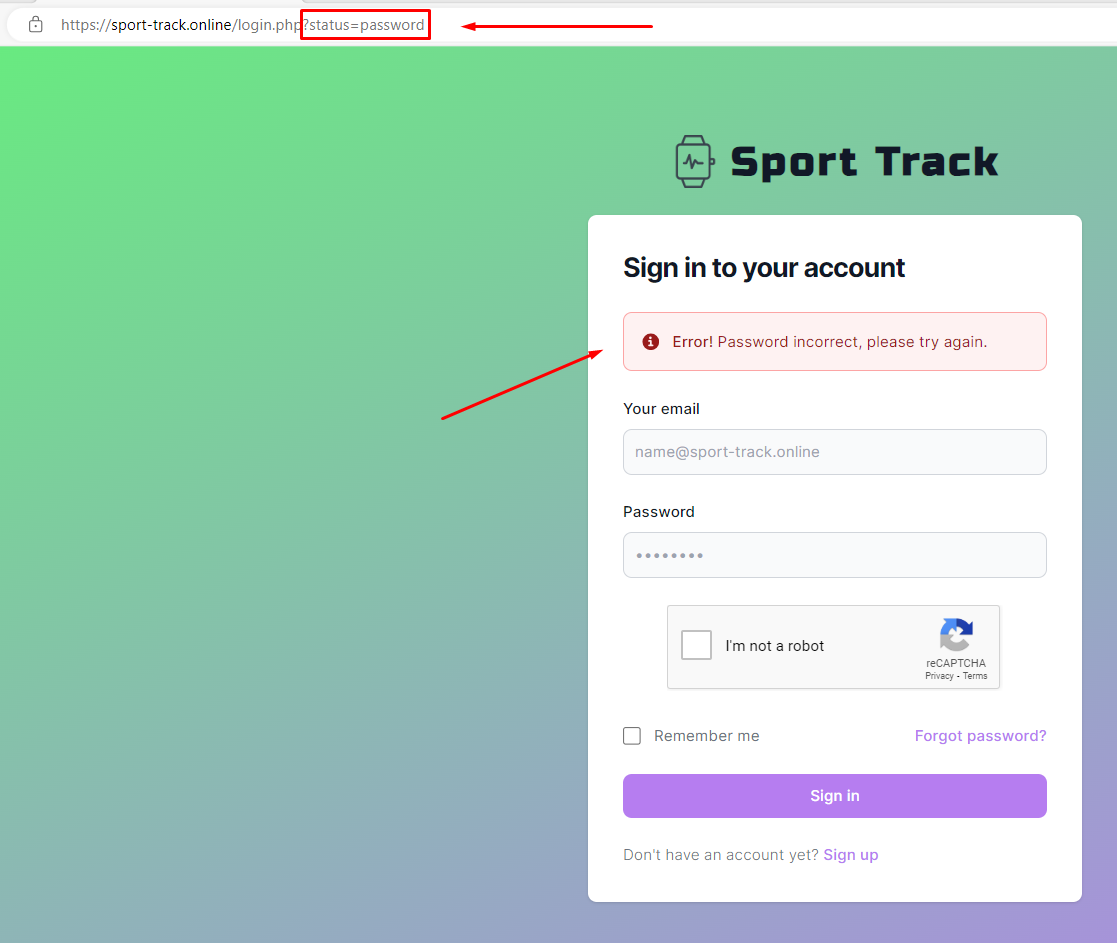 https://sport-track.online/login.php?status=password
Sport Track
Sign in to your account
Error! Password incorrect, please try again.
Your email
name@sport-track.online
Password
••••••••
I'm not a robot
reCAPTCHA
Privacy - Terms
Remember me
Forgot password?
Sign in
Don't have an account yet? Sign up